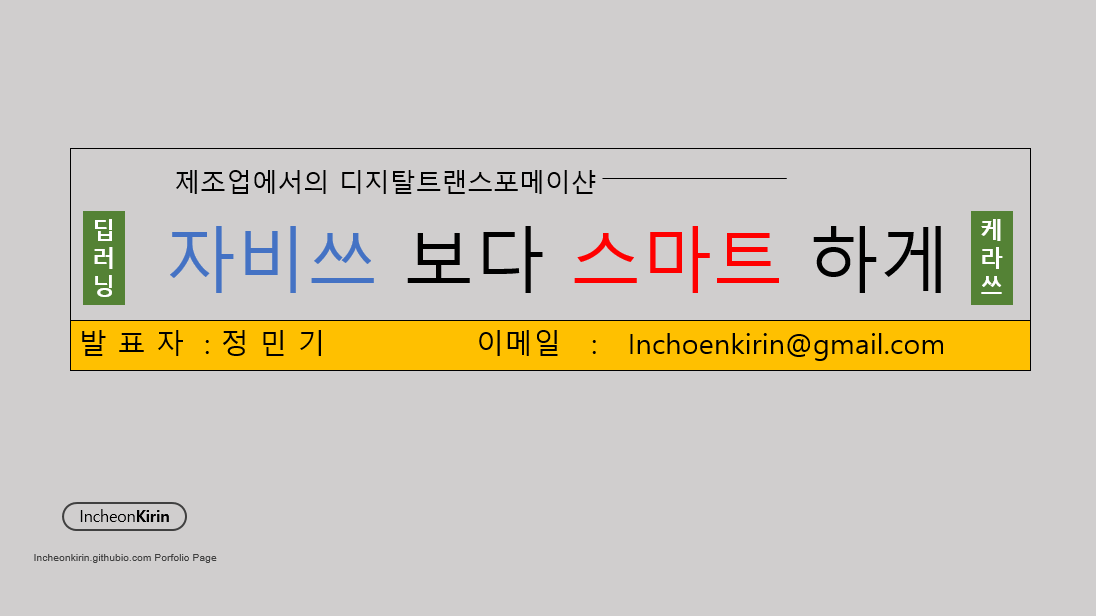 제조업에서의 디지탈트랜스포메이샨
딥러닝
자비쓰 보다 스마트 하게
케라쓰
발 표 자 : 정 민 기 이메일 : Inchoenkirin@gmail.com
IncheonKirin
Incheonkirin.githubio.com Porfolio Page